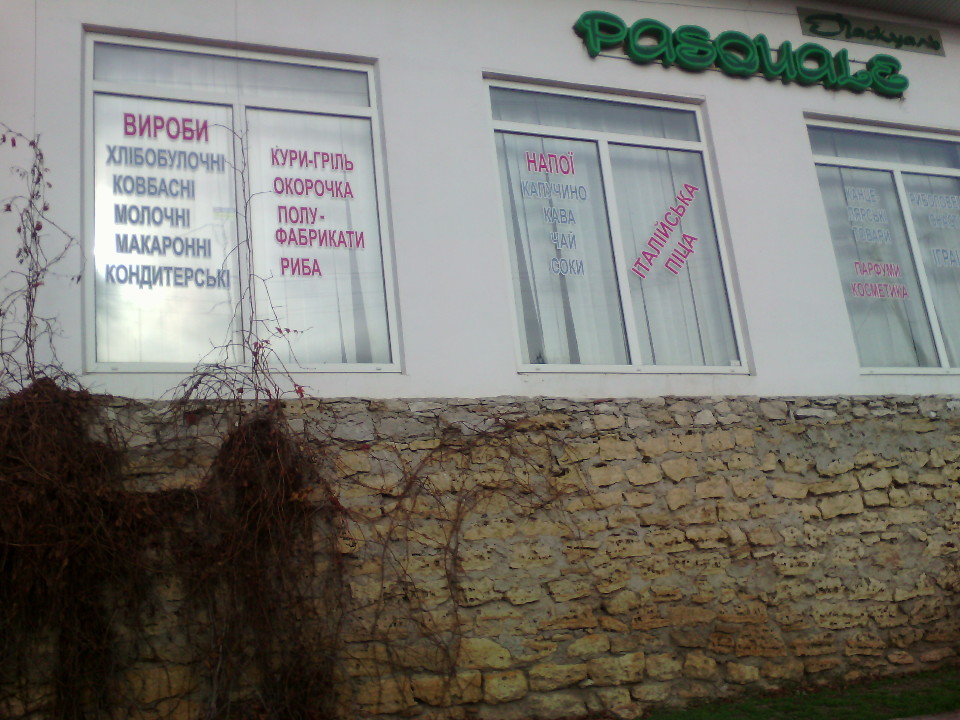 PASQUALE
Паскуаль
ВИРОБИ
ХЛІБОБУЛОЧНІ
КОВБАСНІ
МОЛОЧНІ
МАКАРОННІ
КОНДИТЕРСЬКІ
КУРИ-ГРІЛЬ
ОКОРОЧКА
ПОЛУ-
ФАБРИКАТИ
РИБА
НАПОЇ
КАПУЧИНО
КАВА
ЧАЙ
СОКИ
ІТАЛІЙСЬКА
ПІЦА
ТОВАРИ
ПАРФУМИ
КОСМЕТИКА